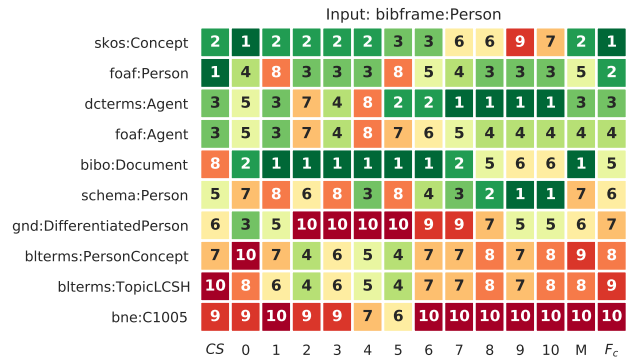 Input: bibframe:Person
skos:Concept 2 1 2 2 2 2 3 3 6 6 9 7 2 1
foaf:Person 1 4 8 3 3 3 8 5 4 3 3 3 5 2
dcterms:Agent 3 5 3 7 4 8 2 2 1 1 1 1 3 3
foaf:Agent 3 5 3 7 4 8 7 6 5 4 4 4 4 4
bibo:Document 8 2 1 1 1 1 1 1 2 5 6 6 1 5
schema:Person 5 7 8 6 8 3 8 4 3 2 1 1 7 6
gnd:DifferentiatedPerson 6 3 5 10 10 10 10 9 9 7 5 5 6 7
blterms:PersonConcept 7 10 7 4 6 5 4 7 7 8 7 8 9 8
blterms:TopicLCSH 10 8 6 4 6 5 4 7 7 8 7 8 8 9
bne:C1005 9 9 10 9 9 7 6 10 10 10 10 10 10 10
CS 0 1 2 3 4 5 6 7 8 9 10 M F_c